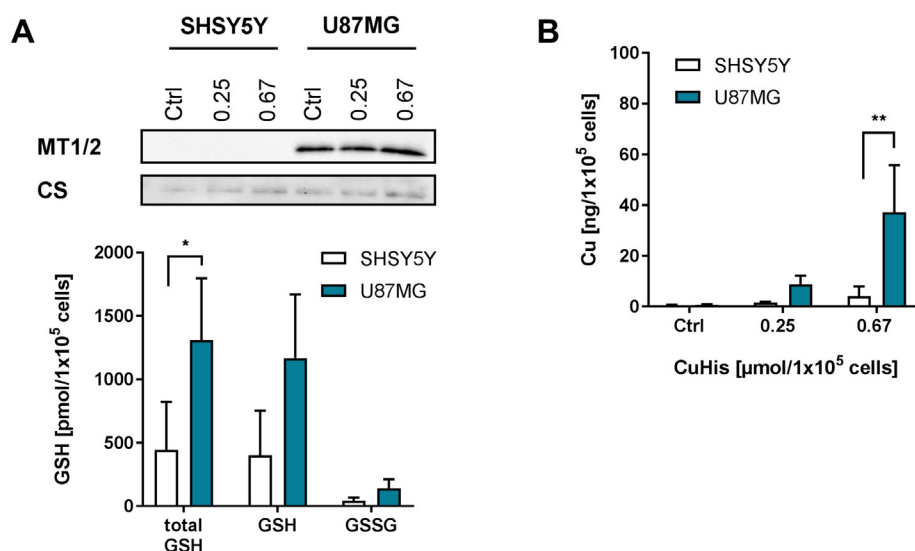 A
SHSY5Y U87MG
Ctrl 0.25 0.67 Ctrl 0.25 0.67
MT1/2
CS
GSH [pmol/1x10⁵ cells]
2000
1500
1000
500
0
*
SHSY5Y
U87MG
total GSH GSSG
GSH
B
Cu [ng/1x10⁵ cells]
100
80
60
40
20
0
SHSY5Y
U87MG
**
Ctrl 0.25 0.67
CuHis [µmol/1x10⁵ cells]